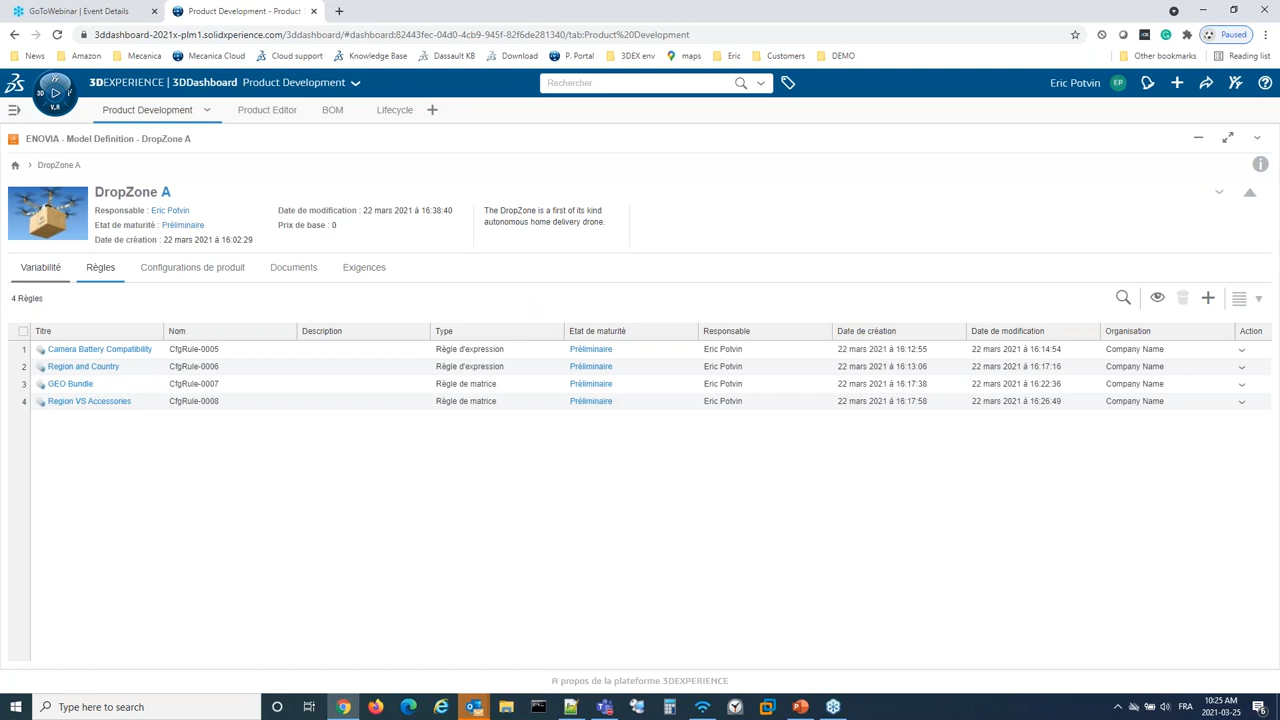 GoToWebinar | Event Details
Product Development - Product
3ddashboard-2021x-plm1.solidxperience.com/3ddashboard/#dashboard:82443fec-04d0-4cb9-945f-82f6de281340/tab:Product%20Development
Paused
News Amazon Mecanica Mecanica Cloud Cloud support Knowledge Base Dassault KB Download P. Portal 3DEX env maps Eric Customers DEMO Other bookmarks Reading list
3DEXPERIENCE | 3DDashboard Product Development Rechercher Eric Potvin EP
3D V.R
Product Development Product Editor BOM Lifecycle
ENOVIA - Model Definition - DropZone A
DropZone A
DropZone A
Responsable : Eric Potvin Date de modification : 22 mars 2021 à 16:38:40 The DropZone is a first of its kind
Etat de maturité : Préliminaire Prix de base : 0 autonomous home delivery drone.
Date de création : 22 mars 2021 à 16:02:29
Variabilité Règles Configurations de produit Documents Exigences
4 Règles
Titre Nom Description Type Etat de maturité Responsable Date de création Date de modification Organisation Action
1 Camera Battery Compatibility CfgRule-0005 Règle d'expression Préliminaire Eric Potvin 22 mars 2021 à 16:12:55 22 mars 2021 à 16:14:54 Company Name
2 Region and Country CfgRule-0006 Règle d'expression Préliminaire Eric Potvin 22 mars 2021 à 16:13:06 22 mars 2021 à 16:17:16 Company Name
3 GEO Bundle CfgRule-0007 Règle de matrice Préliminaire Eric Potvin 22 mars 2021 à 16:17:38 22 mars 2021 à 16:22:36 Company Name
4 Region VS Accessories CfgRule-0008 Règle de matrice Préliminaire Eric Potvin 22 mars 2021 à 16:17:58 22 mars 2021 à 16:26:49 Company Name
A propos de la plateforme 3DEXPERIENCE
Type here to search FRA 10:25 AM
2021-03-25